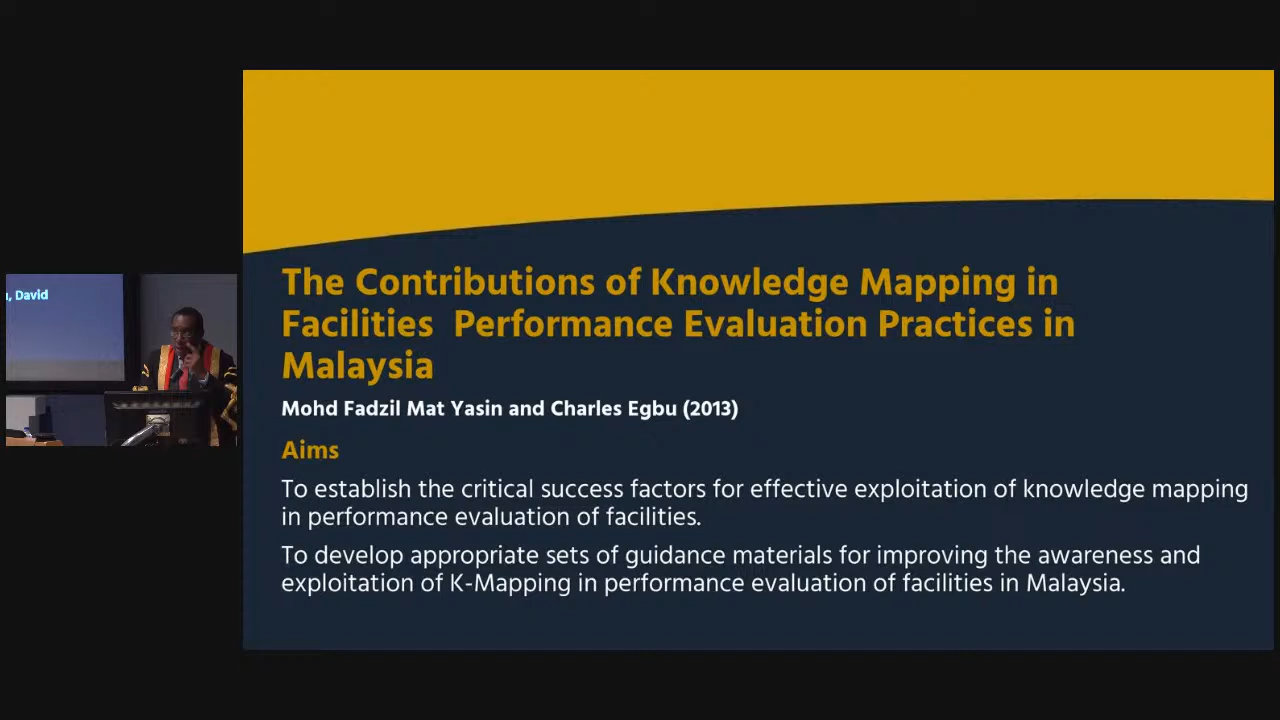 , David
The Contributions of Knowledge Mapping in
Facilities  Performance Evaluation Practices in
Malaysia
Mohd Fadzil Mat Yasin and Charles Egbu (2013)
Aims
To establish the critical success factors for effective exploitation of knowledge mapping
in performance evaluation of facilities.
To develop appropriate sets of guidance materials for improving the awareness and
exploitation of K-Mapping in performance evaluation of facilities in Malaysia.